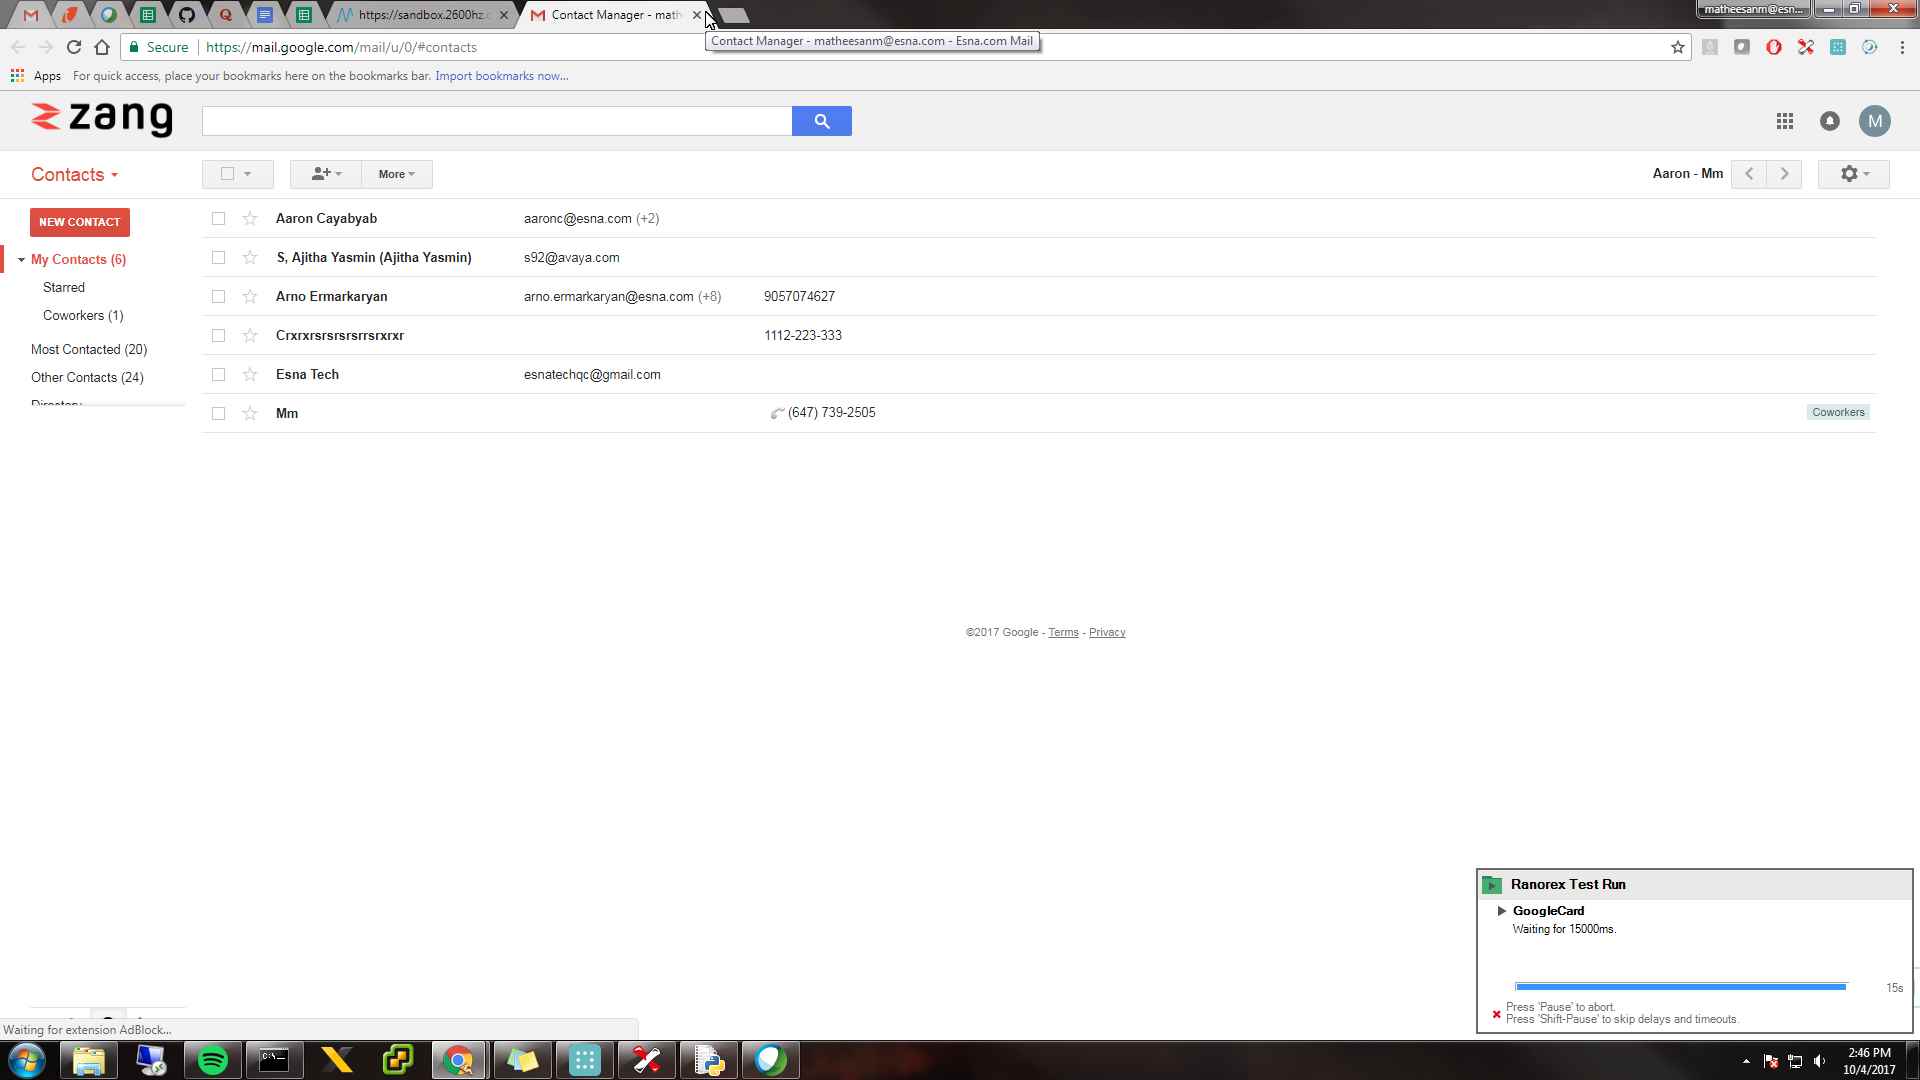 https://sandbox.2600hz.c
Contact Manager - math
matheesanm@esn...
Secure
https://mail.google.com/mail/u/0/#contacts
Contact Manager - matheesanm@esna.com - Esna.com Mail
Apps
For quick access, place your bookmarks here on the bookmarks bar.
Import bookmarks now...
zang
M
Contacts
More
Aaron - Mm
NEW CONTACT
My Contacts (6)
Starred
Coworkers (1)
Most Contacted (20)
Other Contacts (24)
Directory
Aaron Cayabyab aaronc@esna.com (+2)
S, Ajitha Yasmin (Ajitha Yasmin) s92@avaya.com
Arno Ermarkaryan arno.ermarkaryan@esna.com (+8) 9057074627
Crxrxrsrsrsrsrrsrxrxr 1112-223-333
Esna Tech esnatechqc@gmail.com
Mm (647) 739-2505 Coworkers
©2017 Google - Terms - Privacy
Ranorex Test Run
GoogleCard
Waiting for 15000ms.
15s
Press 'Pause' to abort.
Press 'Shift-Pause' to skip delays and timeouts.
Waiting for extension AdBlock...
C:\_
2:46 PM
10/4/2017